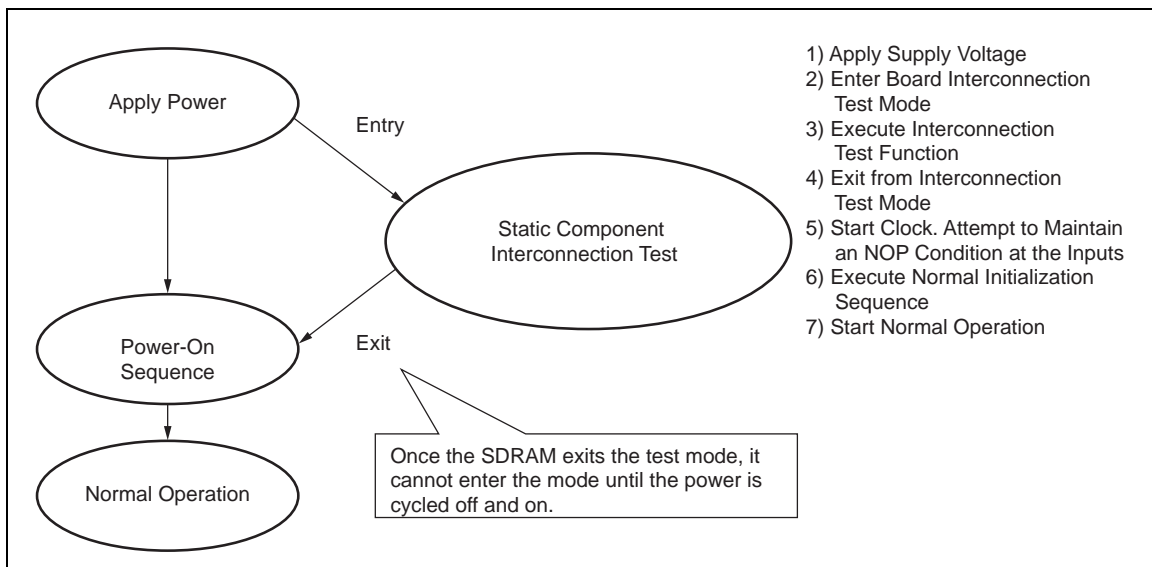 Apply Power
Entry
Static Component
Interconnection Test
Power-On
Sequence
Exit
Normal Operation
Once the SDRAM exits the test mode, it
cannot enter the mode until the power is
cycled off and on.
1) Apply Supply Voltage
2) Enter Board Interconnection
Test Mode
3) Execute Interconnection
Test Function
4) Exit from Interconnection
Test Mode
5) Start Clock. Attempt to Maintain
an NOP Condition at the Inputs
6) Execute Normal Initialization
Sequence
7) Start Normal Operation